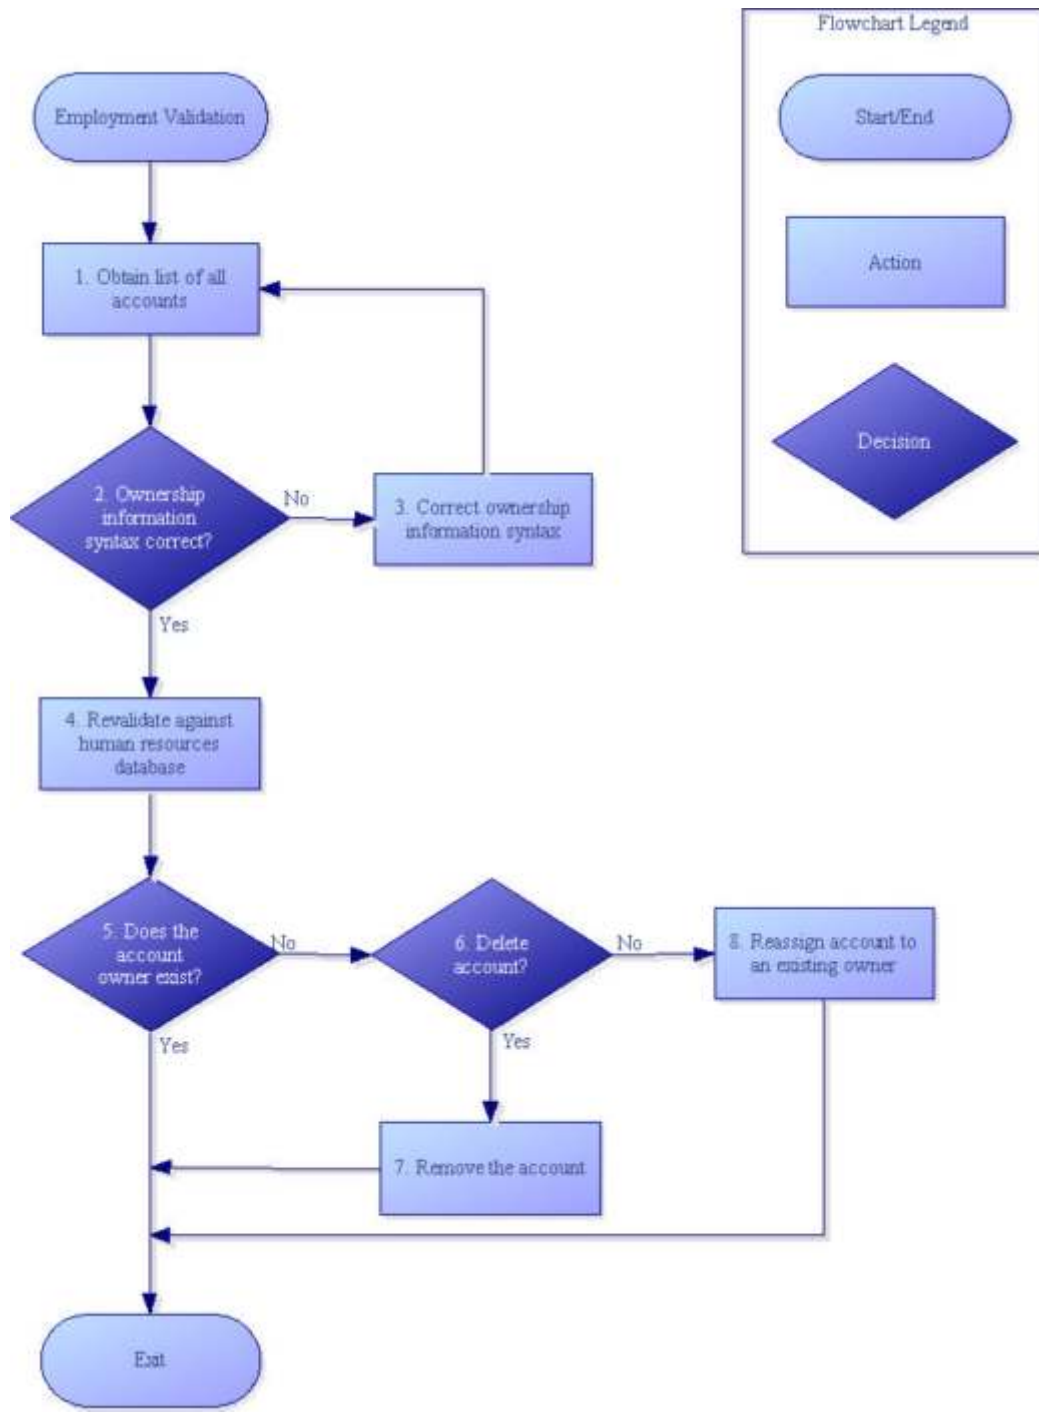 Flowchart Legend
Start/End
Action
Decision
Employment Validation
1. Obtain list of all
accounts
2. Ownership
information
syntax correct?
No
3. Correct ownership
information syntax
Yes
4. Revalidate against
human resources
database
5. Does the
account
owner exist?
No
6. Delete
account?
No
8. Reassign account to
an existing owner
Yes
Yes
7. Remove the account
Exit